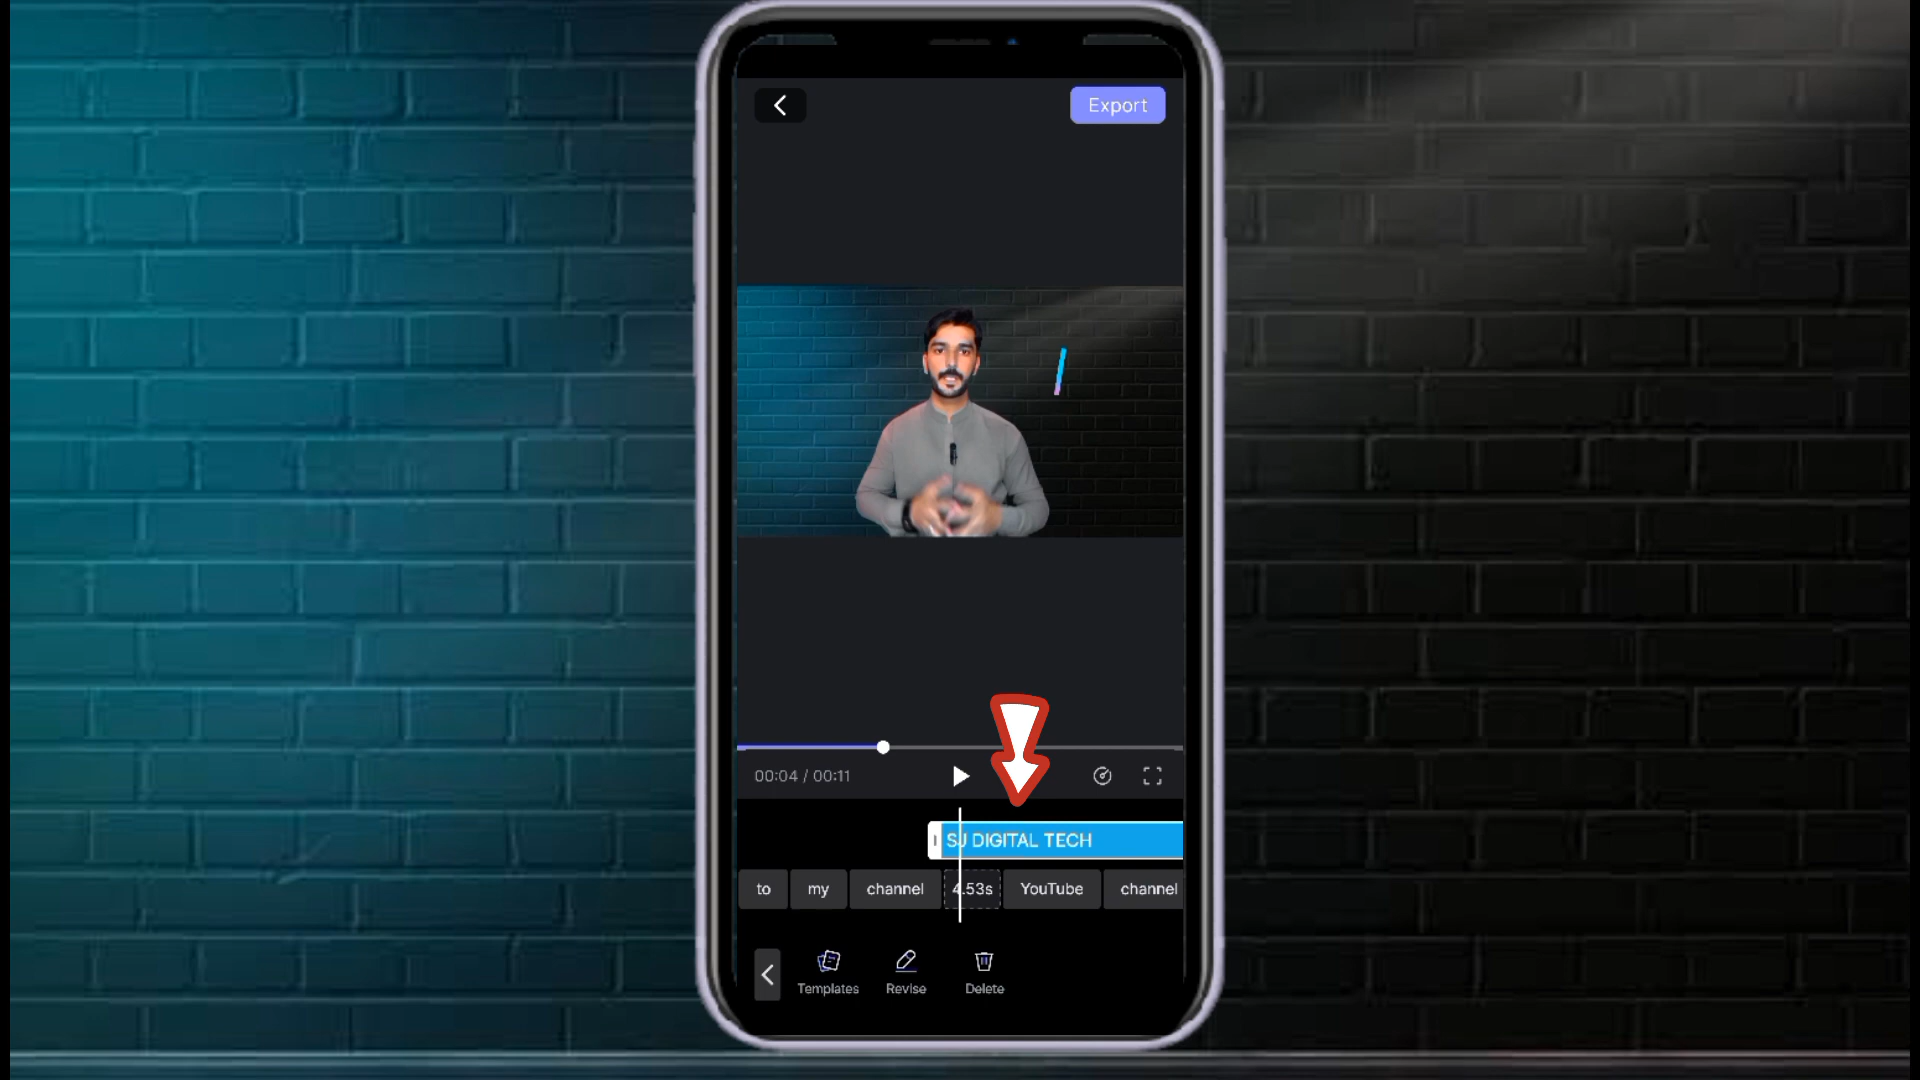 Export
00:04 / 00:11
SJ DIGITAL TECH
to my channel 4.53s YouTube channel
Templates Revise Delete